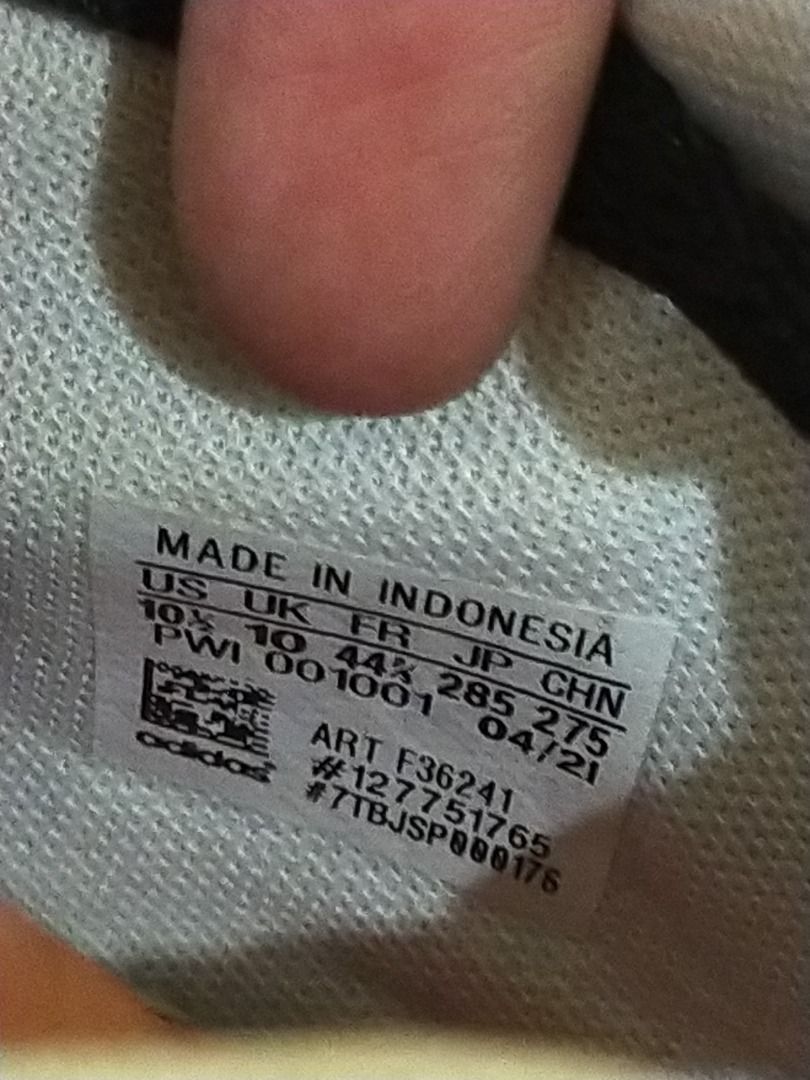 MADE IN INDONESIA
US UK FR JP CHN
10½ 10 44⅔ 285 275
PWI 001001 04/21
adidas
ART F36241
#127751765
#7TBJSP000176